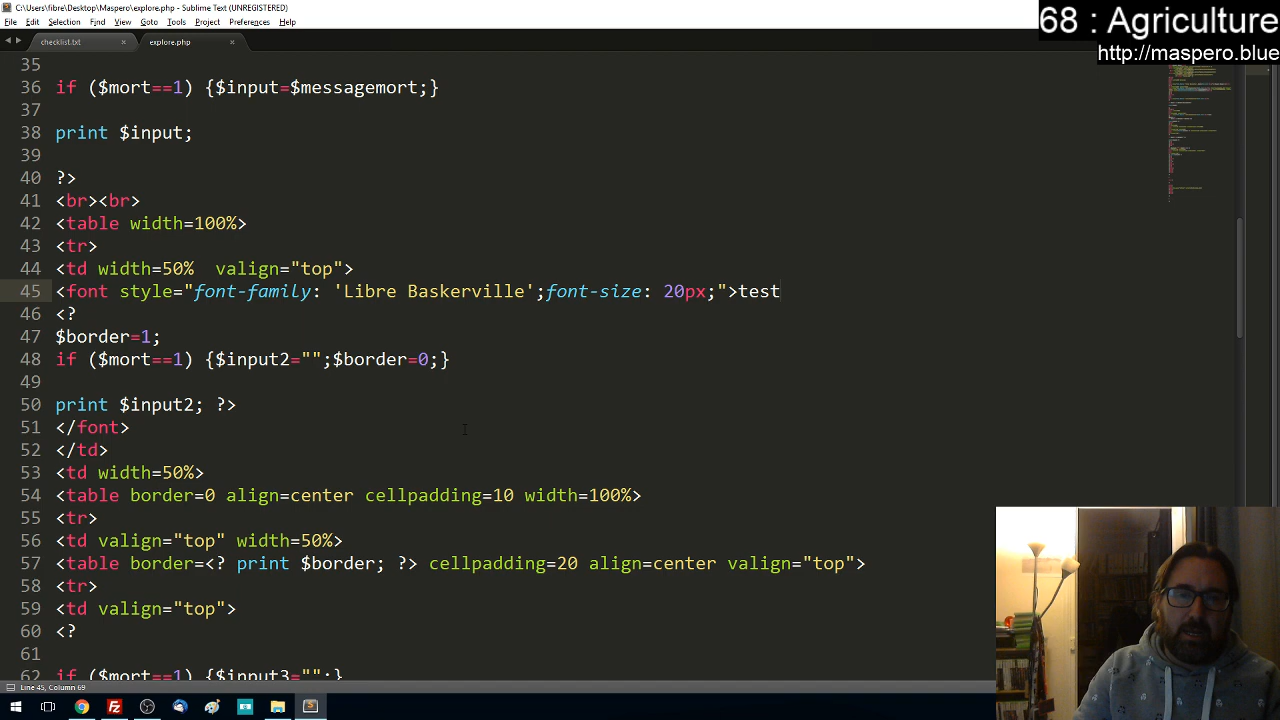 C:\Users\fibre\Desktop\Maspero\explore.php - Sublime Text (UNREGISTERED)
File Edit Selection Find View Goto Tools Project Preferences Help
68 : Agriculture
http://maspero.blue
checklist.txt × explore.php ×
35
36 if ($mort==1) {$input=$messagemort;}
37
38 print $input;
39
40 ?>
41 <br><br>
42 <table width=100%>
43 <tr>
44 <td width=50%  valign="top">
45 <font style="font-family: 'Libre Baskerville';font-size: 20px;">test
46 <?
47 $border=1;
48 if ($mort==1) {$input2="";$border=0;}
49
50 print $input2; ?>
51 </font>
52 </td>
53 <td width=50%>
54 <table border=0 align=center cellpadding=10 width=100%>
55 <tr>
56 <td valign="top" width=50%>
57 <table border=<? print $border; ?> cellpadding=20 align=center valign="top">
58 <tr>
59 <td valign="top">
60 <?
61
62 if ($mort==1) {$input3="";}
Line 45, Column 69